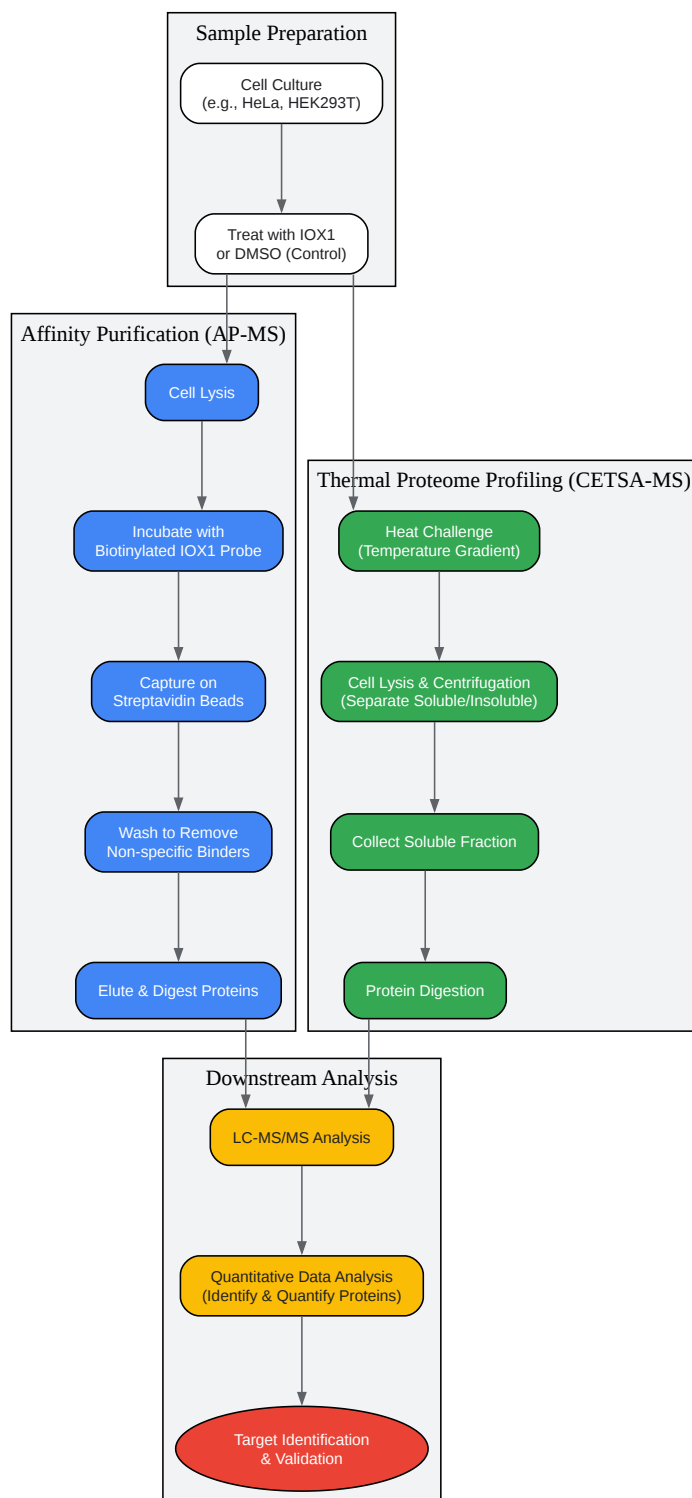 Sample Preparation
Cell Culture
(e.g., HeLa, HEK293T)
Treat with IOX1
or DMSO (Control)
Affinity Purification (AP-MS)
Cell Lysis
Incubate with
Biotinylated IOX1 Probe
Capture on
Streptavidin Beads
Wash to Remove
Non-specific Binders
Elute & Digest Proteins
Thermal Proteome Profiling (CETSA-MS)
Heat Challenge
(Temperature Gradient)
Cell Lysis & Centrifugation
(Separate Soluble/Insoluble)
Collect Soluble Fraction
Protein Digestion
Downstream Analysis
LC-MS/MS Analysis
Quantitative Data Analysis
(Identify & Quantify Proteins)
Target Identification
& Validation